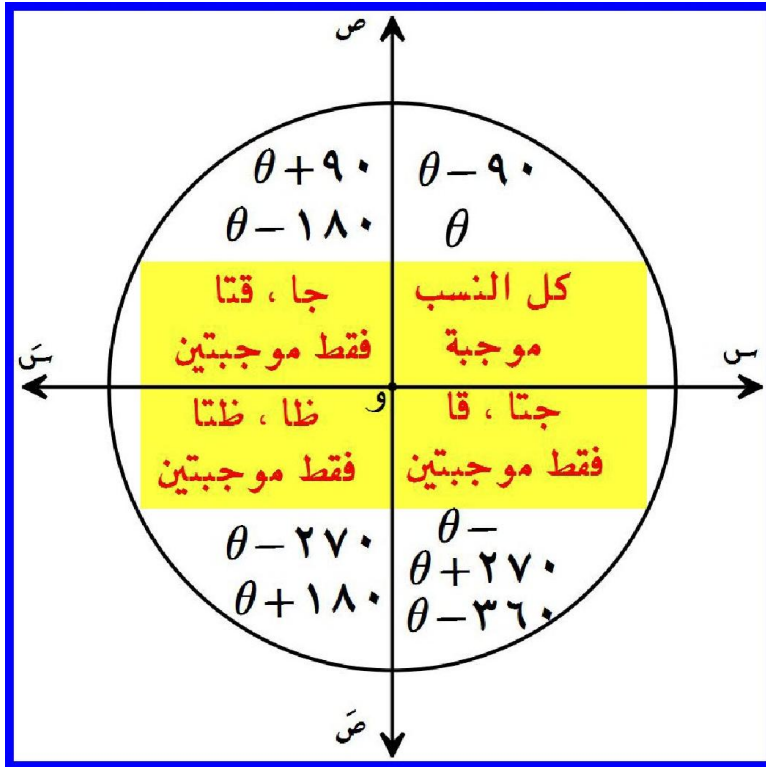 ص
٩٠ − θ
θ
٩٠ + θ
١٨٠ − θ
كل النسب
موجبة
جا ، قتا
فقط موجبتين
س
سَ
و
جتا ، قا
فقط موجبتين
ظا ، ظتا
فقط موجبتين
− θ
٢٧٠ + θ
٣٦٠ − θ
٢٧٠ − θ
١٨٠ + θ
صَ